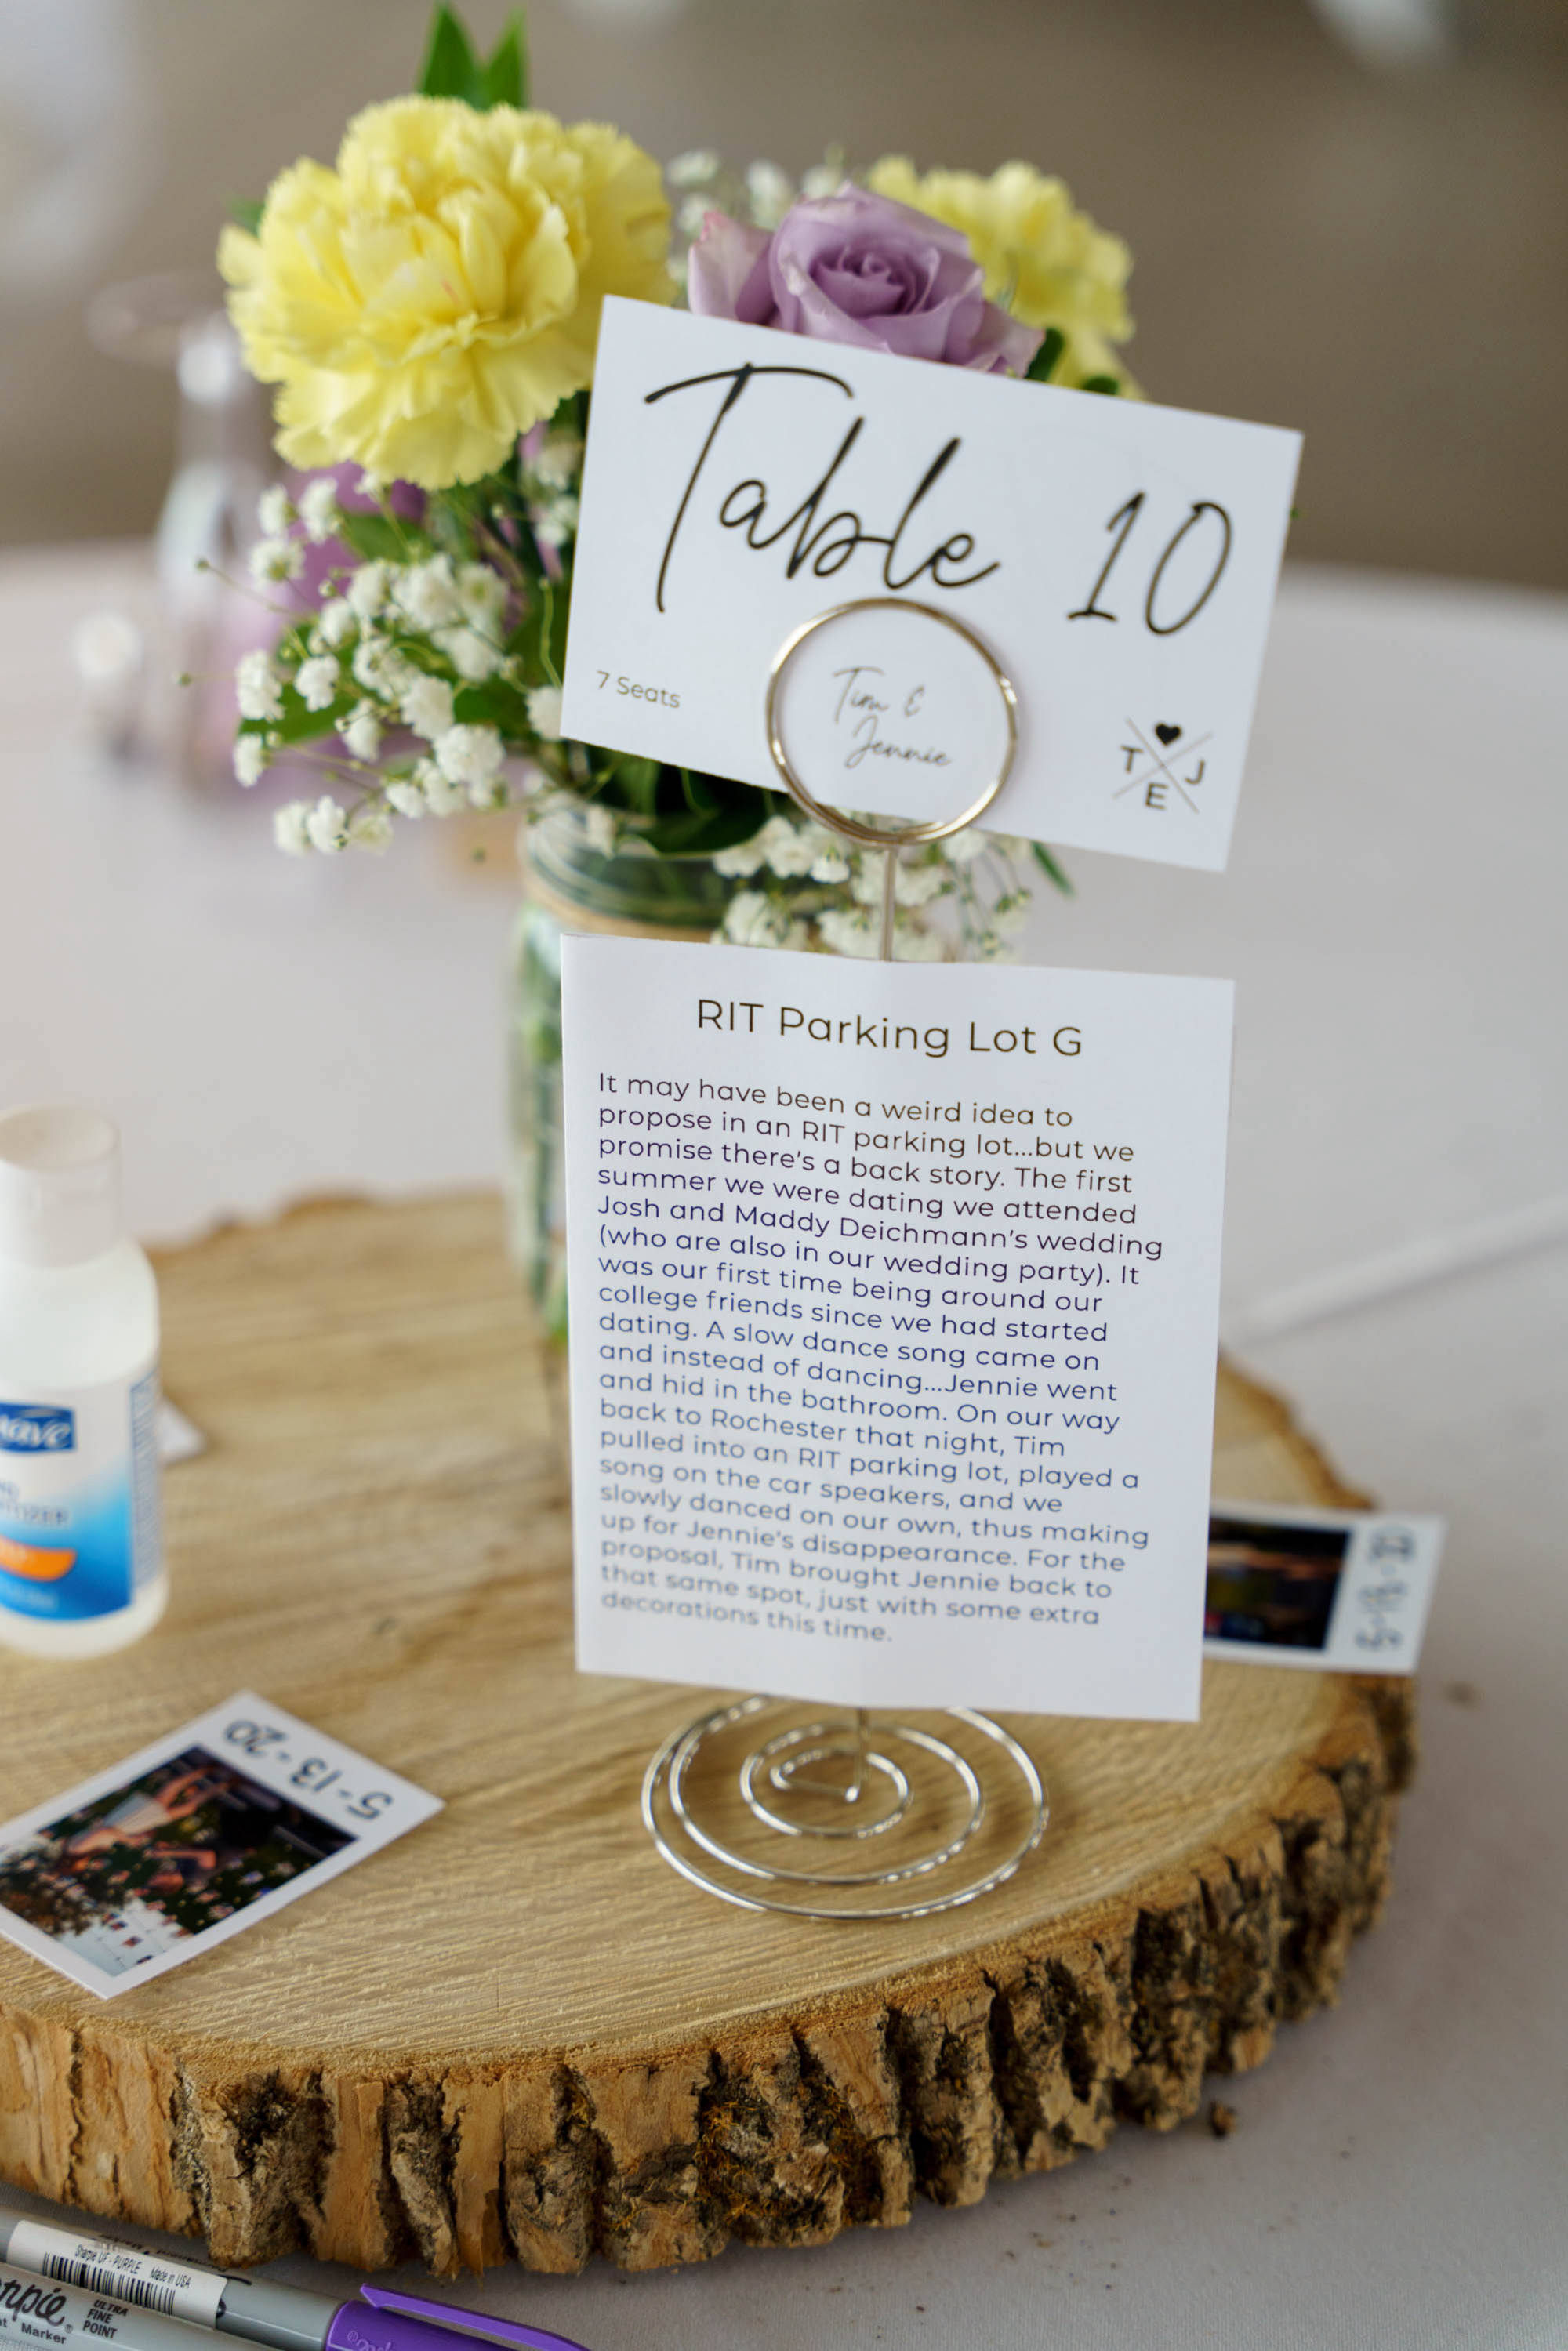 Table 10
7 Seats
Tim &
Jennie
T J
E
RIT Parking Lot G
It may have been a weird idea to
propose in an RIT parking lot...but we
promise there's a back story. The first
summer we were dating we attended
Josh and Maddy Deichmann's wedding
(who are also in our wedding party). It
was our first time being around our
college friends since we had started
dating. A slow dance song came on
and instead of dancing...Jennie went
and hid in the bathroom. On our way
back to Rochester that night, Tim
pulled into an RIT parking lot, played a
song on the car speakers, and we
slowly danced on our own, thus making
up for Jennie's disappearance. For the
proposal, Tim brought Jennie back to
that same spot, just with some extra
decorations this time.
5-13-20
Sharpie UF - PURPLE Made in USA
ULTRA
FINE
POINT
Marker